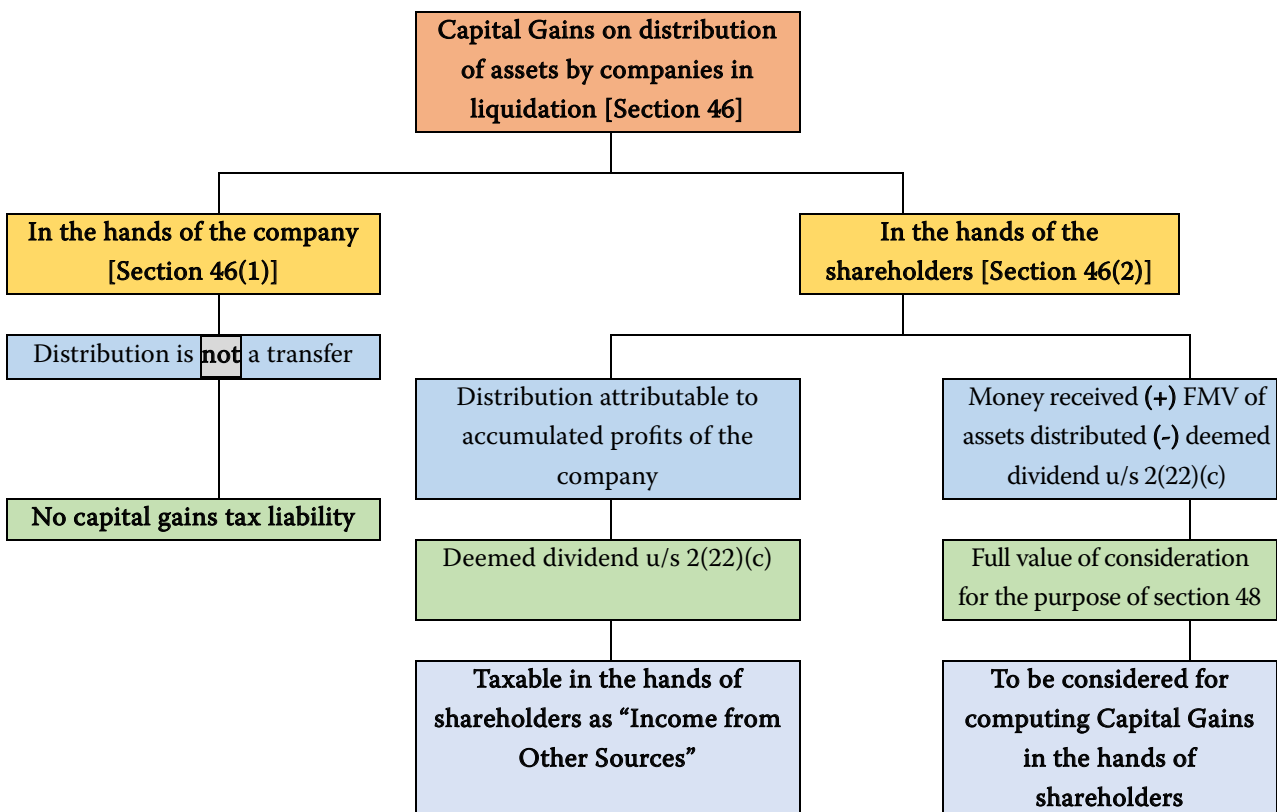 Capital Gains on distribution
of assets by companies in
liquidation [Section 46]
In the hands of the company
[Section 46(1)]
In the hands of the
shareholders [Section 46(2)]
Distribution is not a transfer
No capital gains tax liability
Distribution attributable to
accumulated profits of the
company
Deemed dividend u/s 2(22)(c)
Taxable in the hands of
shareholders as “Income from
Other Sources”
Money received (+) FMV of
assets distributed (-) deemed
dividend u/s 2(22)(c)
Full value of consideration
for the purpose of section 48
To be considered for
computing Capital Gains
in the hands of
shareholders